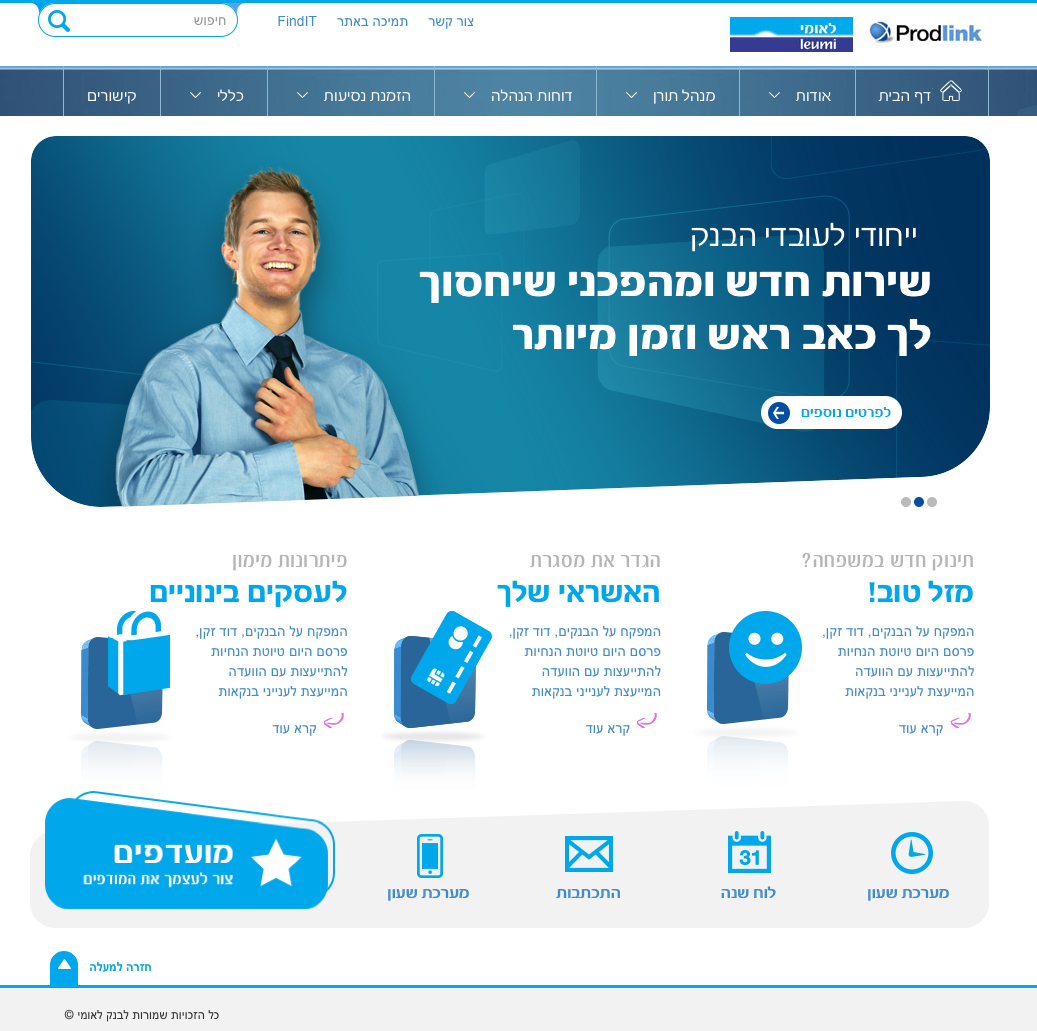 Prodlink
לאומי
leumi
צור קשר
תמיכה באתר
FindIT
חיפוש
דף הבית
אודות
מנהל תורן
דוחות הנהלה
הזמנת נסיעות
כללי
קישורים
ייחודי לעובדי הבנק
שירות חדש ומהפכני שיחסוך
לך כאב ראש וזמן מיותר
לפרטים נוספים
חינוק חדש במשפחה?
מזל טוב!
המפקח על הבנקים, דוד זקן,
פרסם היום טיוטת הנחיות
להתייעצות עם הוועדה
המייעצת לענייני בנקאות
קרא עוד
הגדר את מסגרת
האשראי שלך
המפקח על הבנקים, דוד זקן,
פרסם היום טיוטת הנחיות
להתייעצות עם הוועדה
המייעצת לענייני בנקאות
קרא עוד
פיתרונות מימון
לעסקים בינוניים
המפקח על הבנקים, דוד זקן,
פרסם היום טיוטת הנחיות
להתייעצות עם הוועדה
המייעצת לענייני בנקאות
קרא עוד
מערכת שעון
31
לוח שנה
התכתבות
מערכת שעון
מועדפים
צור לעצמך את המודפים
חזרה למעלה
כל הזכויות שמורות לבנק לאומי ©